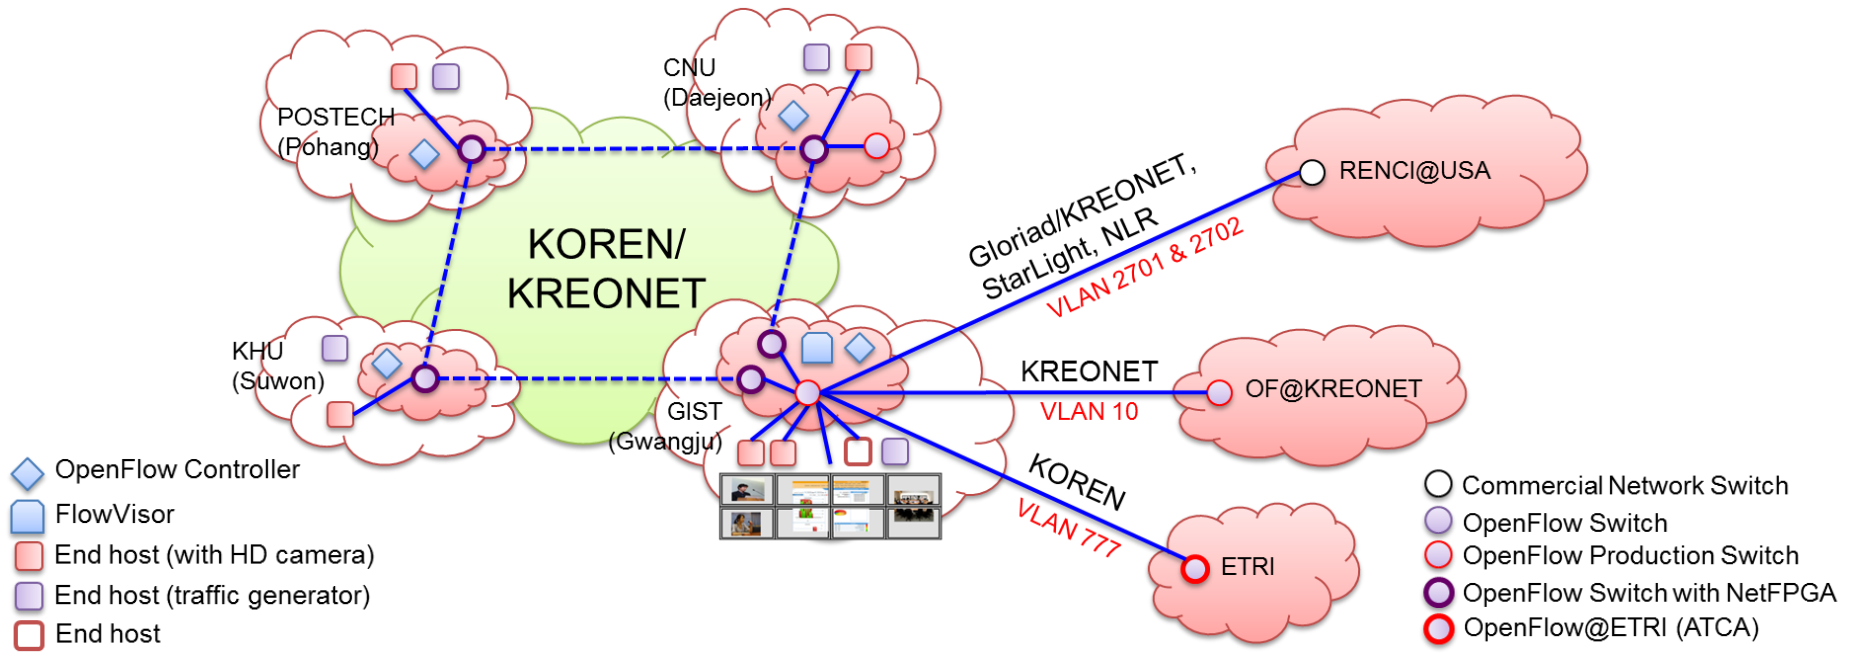 POSTECH
(Pohang)
CNU
(Daejeon)
KOREN/
KREONET
KHU
(Suwon)
GIST
(Gwangju)
Gloriad/KREONET,
StarLight, NLR
VLAN 2701 & 2702
RENCI@USA
KREONET
VLAN 10
OF@KREONET
KOREN
VLAN 777
ETRI
OpenFlow Controller
FlowVisor
End host (with HD camera)
End host (traffic generator)
End host
Commercial Network Switch
OpenFlow Switch
OpenFlow Production Switch
OpenFlow Switch with NetFPGA
OpenFlow@ETRI (ATCA)